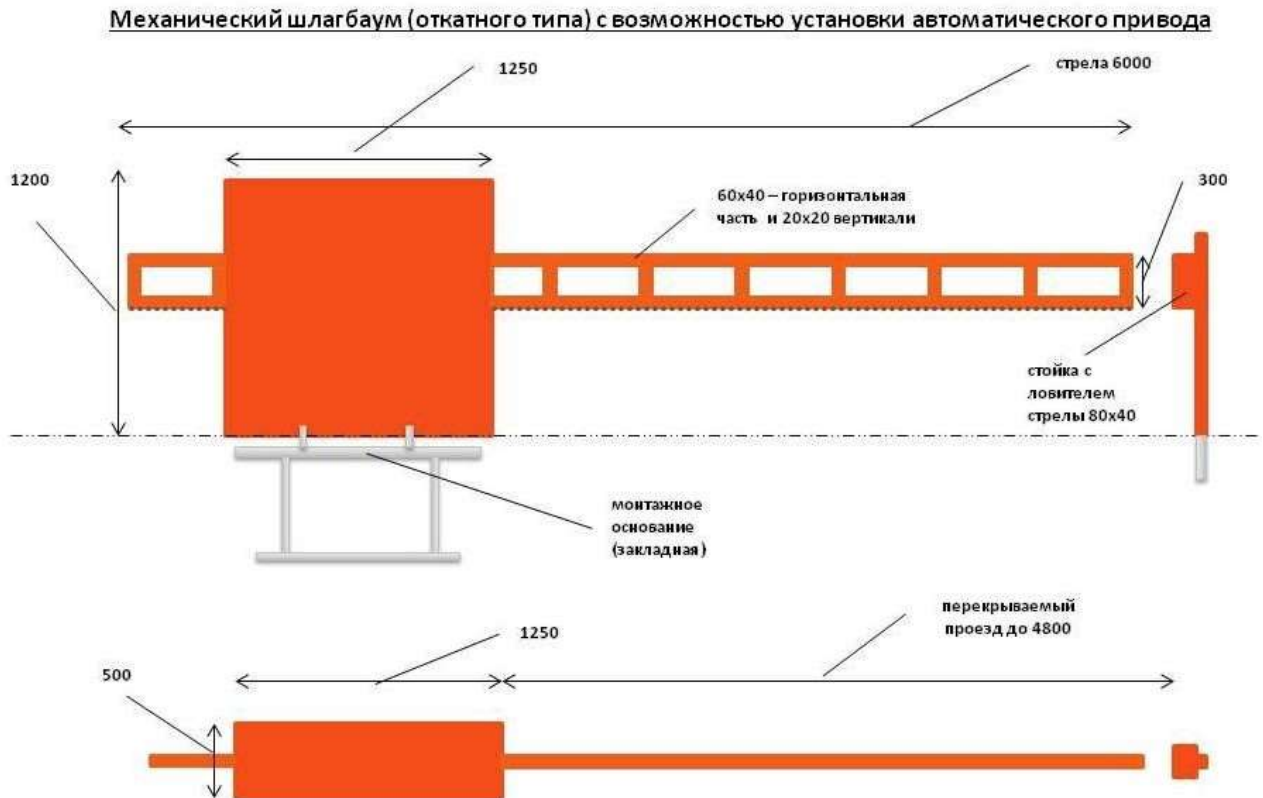 Механический шлагбаум (откатного типа) с возможностью установки автоматического привода
1250
стрела 6000
1200
60х40 – горизонтальная
часть и 20х20 вертикали
300
стойка с
ловителем
стрелы 80х40
монтажное
основание
(закладная)
перекрываемый
проезд до 4800
1250
500